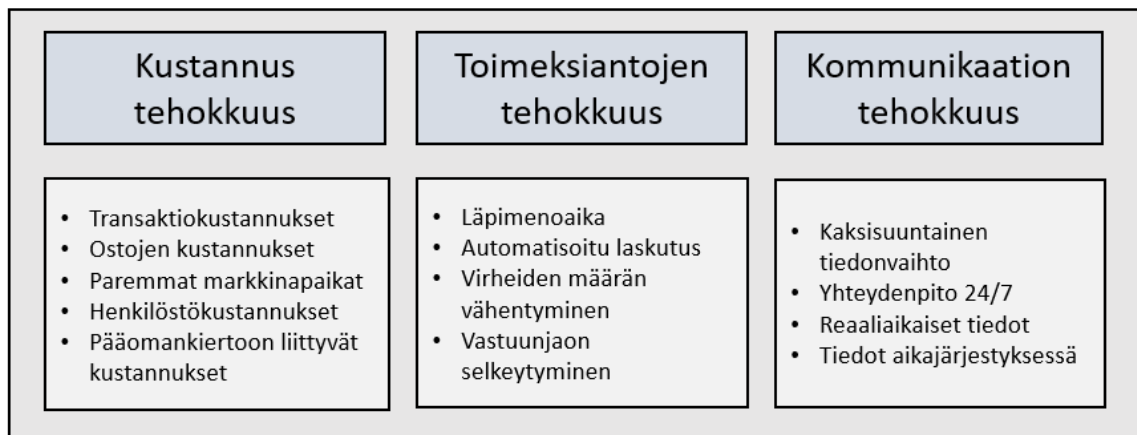 Kustannus
tehokkuus
• Transaktiokustannukset
• Ostojen kustannukset
• Paremmat markkinapaikat
• Henkilöstökustannukset
• Pääomankiertoon liittyvät
kustannukset
Toimeksiantojen
tehokkuus
• Läpimenoaika
• Automatisoitu laskutus
• Virheiden määrän
vähentyminen
• Vastuunjaon
selkeytyminen
Kommunikaation
tehokkuus
• Kaksisuuntainen
tiedonvaihto
• Yhteydenpito 24/7
• Reaaliaikaiset tiedot
• Tiedot aikajärjestyksessä